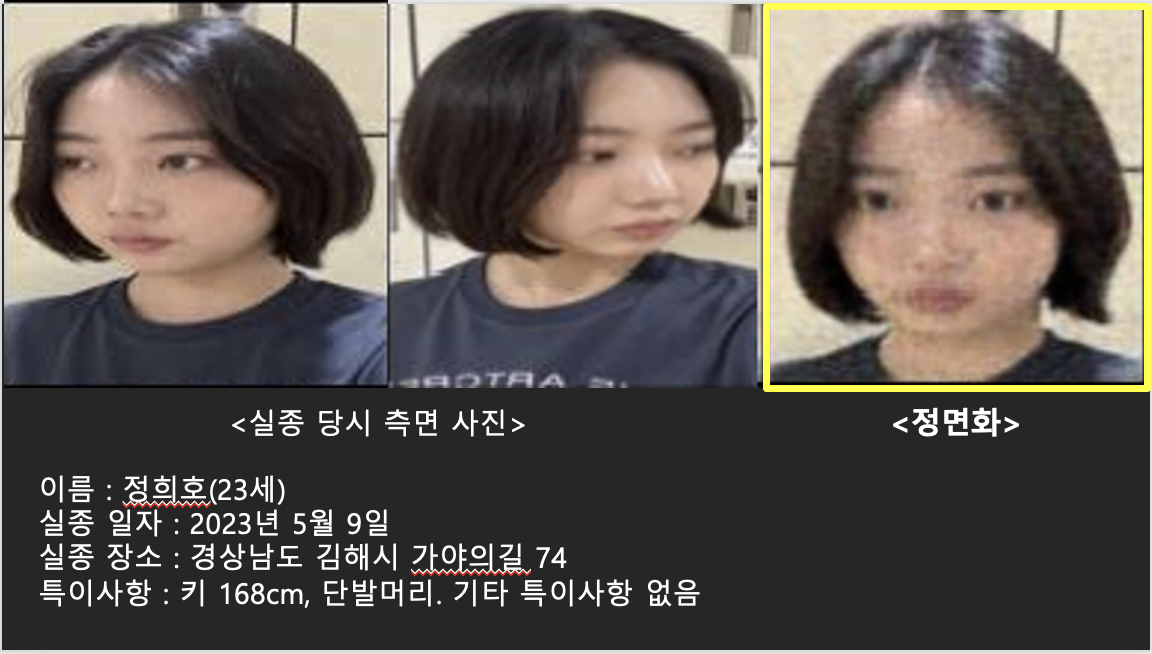 <실종 당시 측면 사진>
<정면화>
이름 : 정희호(23세)
실종 일자 : 2023년 5월 9일
실종 장소 : 경상남도 김해시 가야의길 74
특이사항 : 키 168cm, 단발머리. 기타 특이사항 없음